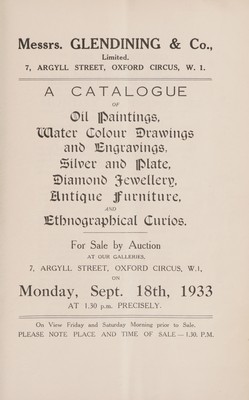 Messrs. GLENDINING & Co.,
Limited,
7, ARGYLL STREET, OXFORD CIRCUS, W. 1.
A CATALOGUE
OF
Oil Paintings,
Water Colour Drawings
and Engravings,
Silver and Plate,
Diamond Jewellery,
Antique Furniture,
AND
Ethnographical Curios.
For Sale by Auction
AT OUR GALLERIES,
7, ARGYLL STREET, OXFORD CIRCUS, W.1,
ON
Monday, Sept. 18th, 1933
AT 1.30 p.m. PRECISELY.
On View Friday and Saturday Morning prior to Sale.
PLEASE NOTE PLACE AND TIME OF SALE — 1.30. P.M.